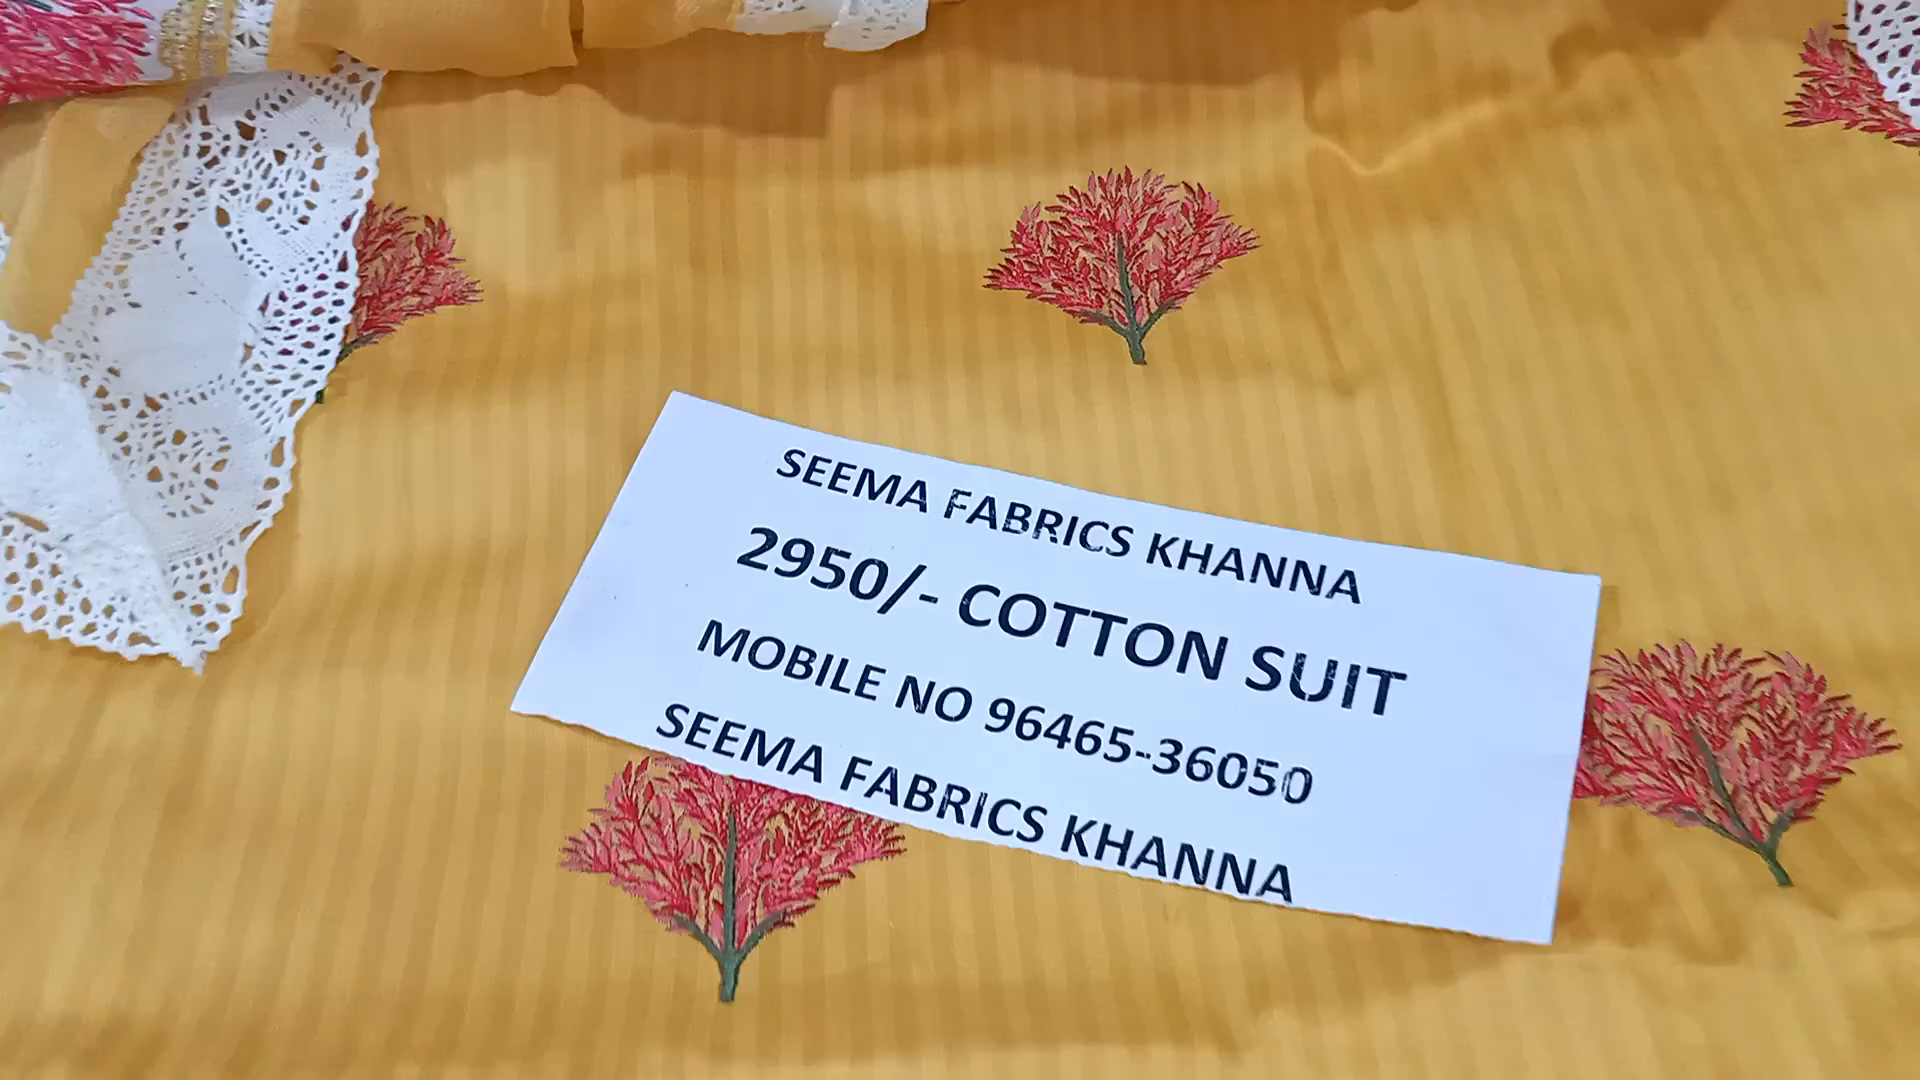 SEEMA FABRICS KHANNA
2950/- COTTON SUIT
MOBILE NO 96465-36050
SEEMA FABRICS KHANNA